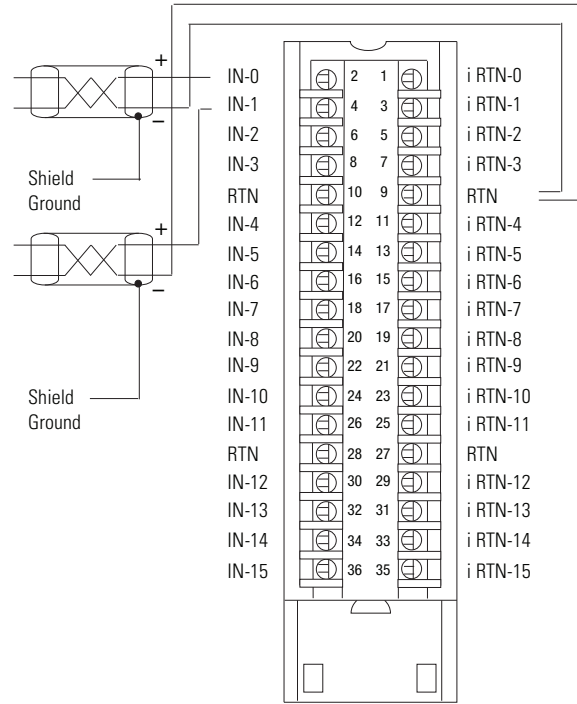 +
IN-0 2 1 i RTN-0
IN-1 4 3 i RTN-1
–
IN-2 6 5 i RTN-2
IN-3 8 7 i RTN-3
Shield
Ground
RTN 10 9 RTN
IN-4 12 11 i RTN-4
+
IN-5 14 13 i RTN-5
IN-6 16 15 i RTN-6
–
IN-7 18 17 i RTN-7
IN-8 20 19 i RTN-8
IN-9 22 21 i RTN-9
Shield
Ground
IN-10 24 23 i RTN-10
IN-11 26 25 i RTN-11
RTN 28 27 RTN
IN-12 30 29 i RTN-12
IN-13 32 31 i RTN-13
IN-14 34 33 i RTN-14
IN-15 36 35 i RTN-15